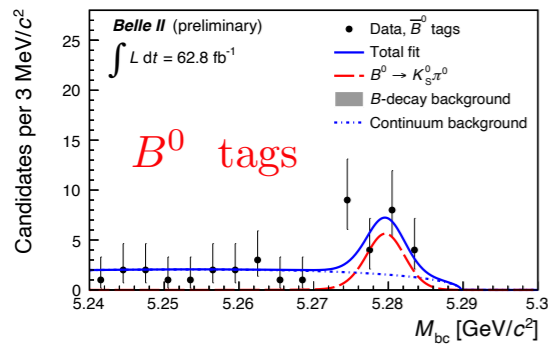 Belle II (preliminary)
∫ L dt = 62.8 fb⁻¹
Data, B̅⁰ tags
Total fit
B⁰ → K⁰_S π⁰
B-decay background
Continuum background
B⁰ tags
Candidates per 3 MeV/c²
25
20
15
10
5
0
5.24 5.25 5.26 5.27 5.28 5.29 5.3
M_bc [GeV/c²]